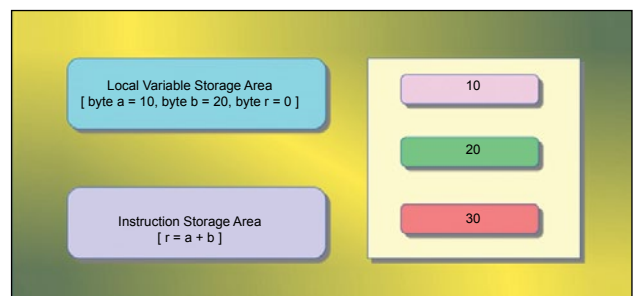 Local Variable Storage Area
[ byte a = 10, byte b = 20, byte r = 0 ]
Instruction Storage Area
[ r = a + b ]
10
20
30